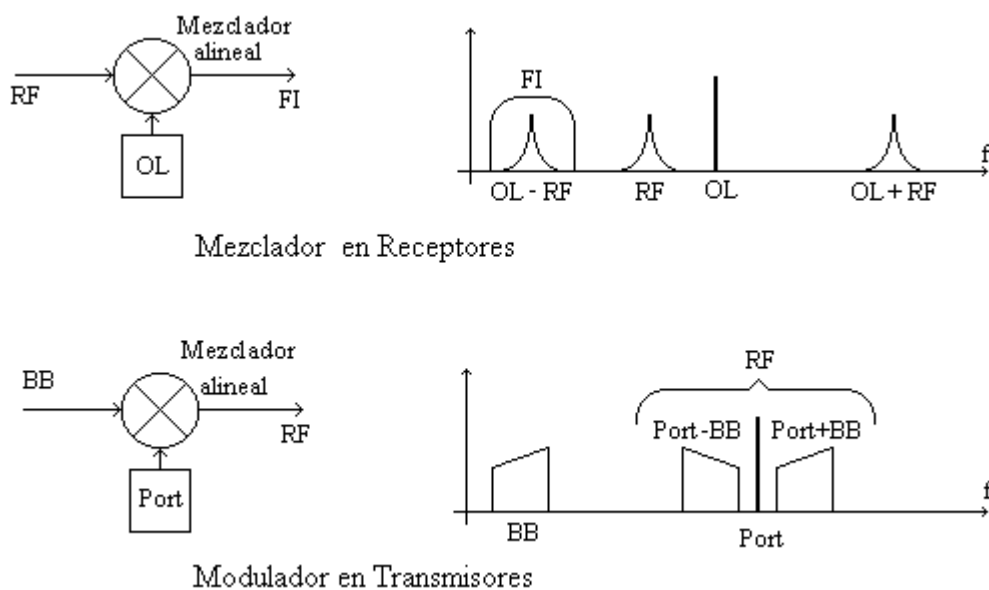 Mezclador
alineal
RF
FI
OL
FI
f
OL - RF
RF
OL
OL + RF
Mezclador en Receptores
Mezclador
alineal
BB
RF
Port
RF
Port-BB
Port+BB
f
BB
Port
Modulador en Transmisores